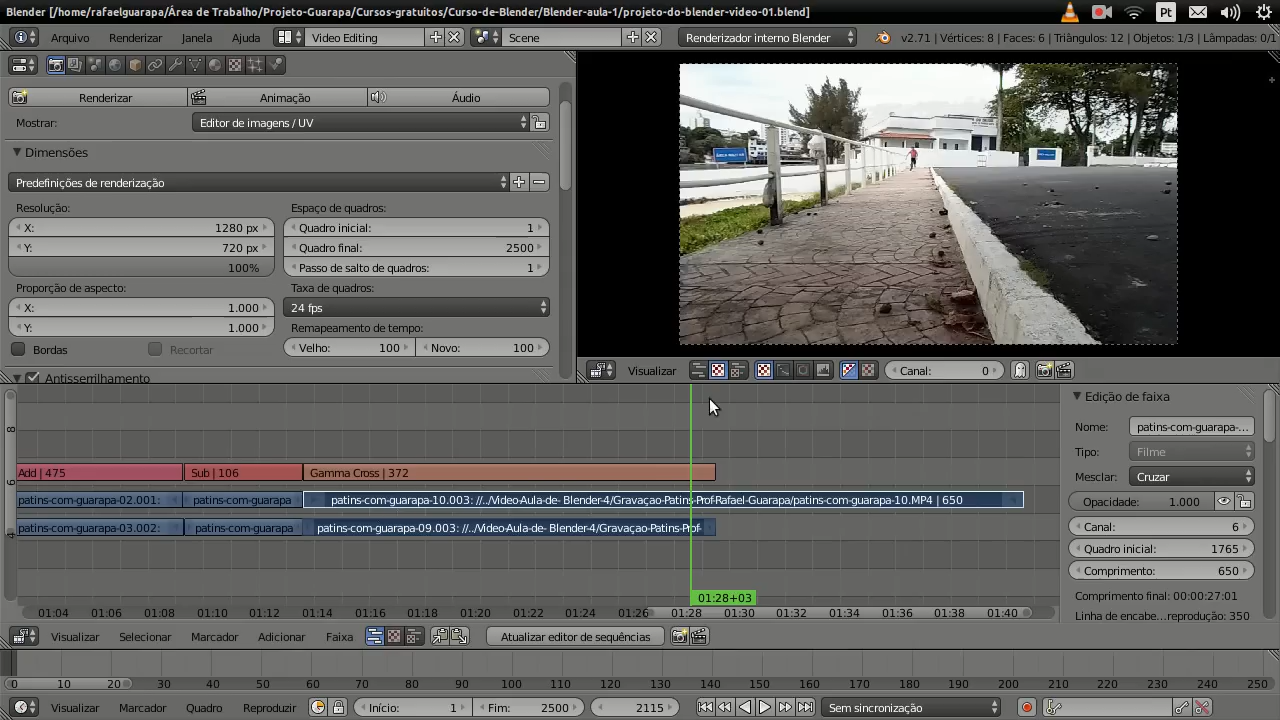 Blender [/home/rafaelguarapa/Área de Trabalho/Projeto-Guarapa/Cursos-gratuitos/Curso-de-Blender/Blender-aula-1/projeto-do-blender-video-01.blend]
Pt
Arquivo Renderizar Janela Ajuda Video Editing Scene Renderizador interno Blender v2.71 | Vértices: 8 | Faces: 6 | Triângulos: 12 | Objetos: 1/3 | Lâmpadas: 0/1
Renderizar Animação Áudio
Mostrar: Editor de imagens / UV
Dimensões
Predefinições de renderização
Resolução: Espaço de quadros:
X: 1280 px Quadro inicial: 1
Y: 720 px Quadro final: 2500
100% Passo de salto de quadros: 1
Proporção de aspecto: Taxa de quadros:
X: 1.000 24 fps
Y: 1.000 Remapeamento de tempo:
Bordas Recortar Velho: 100 Novo: 100
Antisserrilhamento
Visualizar Canal: 0
8
6
4
Add | 475 Sub | 106 Gamma Cross | 372
patins-com-guarapa-02.001: patins-com-guarapa patins-com-guarapa-10.003: //../Video-Aula-de- Blender-4/Gravaçao-Patins-Prof-Rafael-Guarapa/patins-com-guarapa-10.MP4 | 650
patins-com-guarapa-03.002: patins-com-guarapa patins-com-guarapa-09.003: //../Video-Aula-de- Blender-4/Gravaçao-Patins-Prof-
01:28+03
01:04 01:06 01:08 01:10 01:12 01:14 01:16 01:18 01:20 01:22 01:24 01:26 01:28 01:30 01:32 01:34 01:36 01:38 01:40
Edição de faixa
Nome: patins-com-guarapa-...
Tipo: Filme
Mesclar: Cruzar
Opacidade: 1.000
Canal: 6
Quadro inicial: 1765
Comprimento: 650
Comprimento final: 00:00:27:01
Linha de encabe...reprodução: 350
Visualizar Selecionar Marcador Adicionar Faixa Atualizar editor de sequências
0 10 20 30 40 50 60 70 80 90 100 110 120 130 140 150 160 170 180 190 200 210 220 230 240 250
Visualizar Marcador Quadro Reproduzir Início: 1 Fim: 2500 2115 Sem sincronização